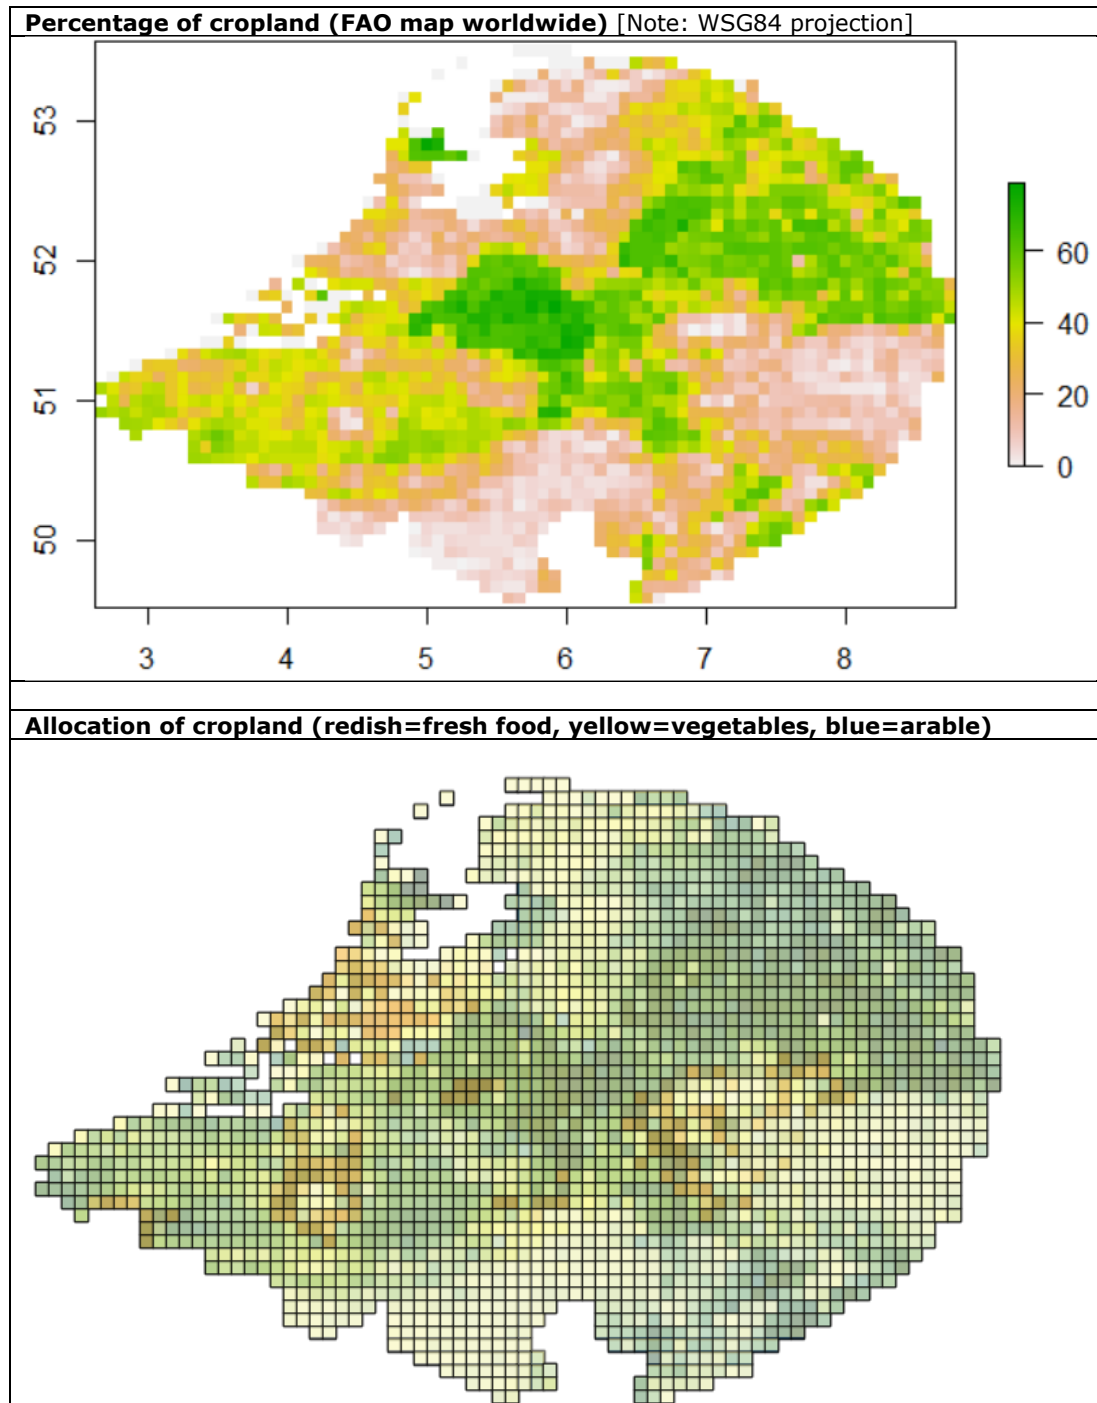 Percentage of cropland (FAO map worldwide) [Note: WSG84 projection]
53
52
51
50
60
40
20
0
3 4 5 6 7 8
Allocation of cropland (redish=fresh food, yellow=vegetables, blue=arable)